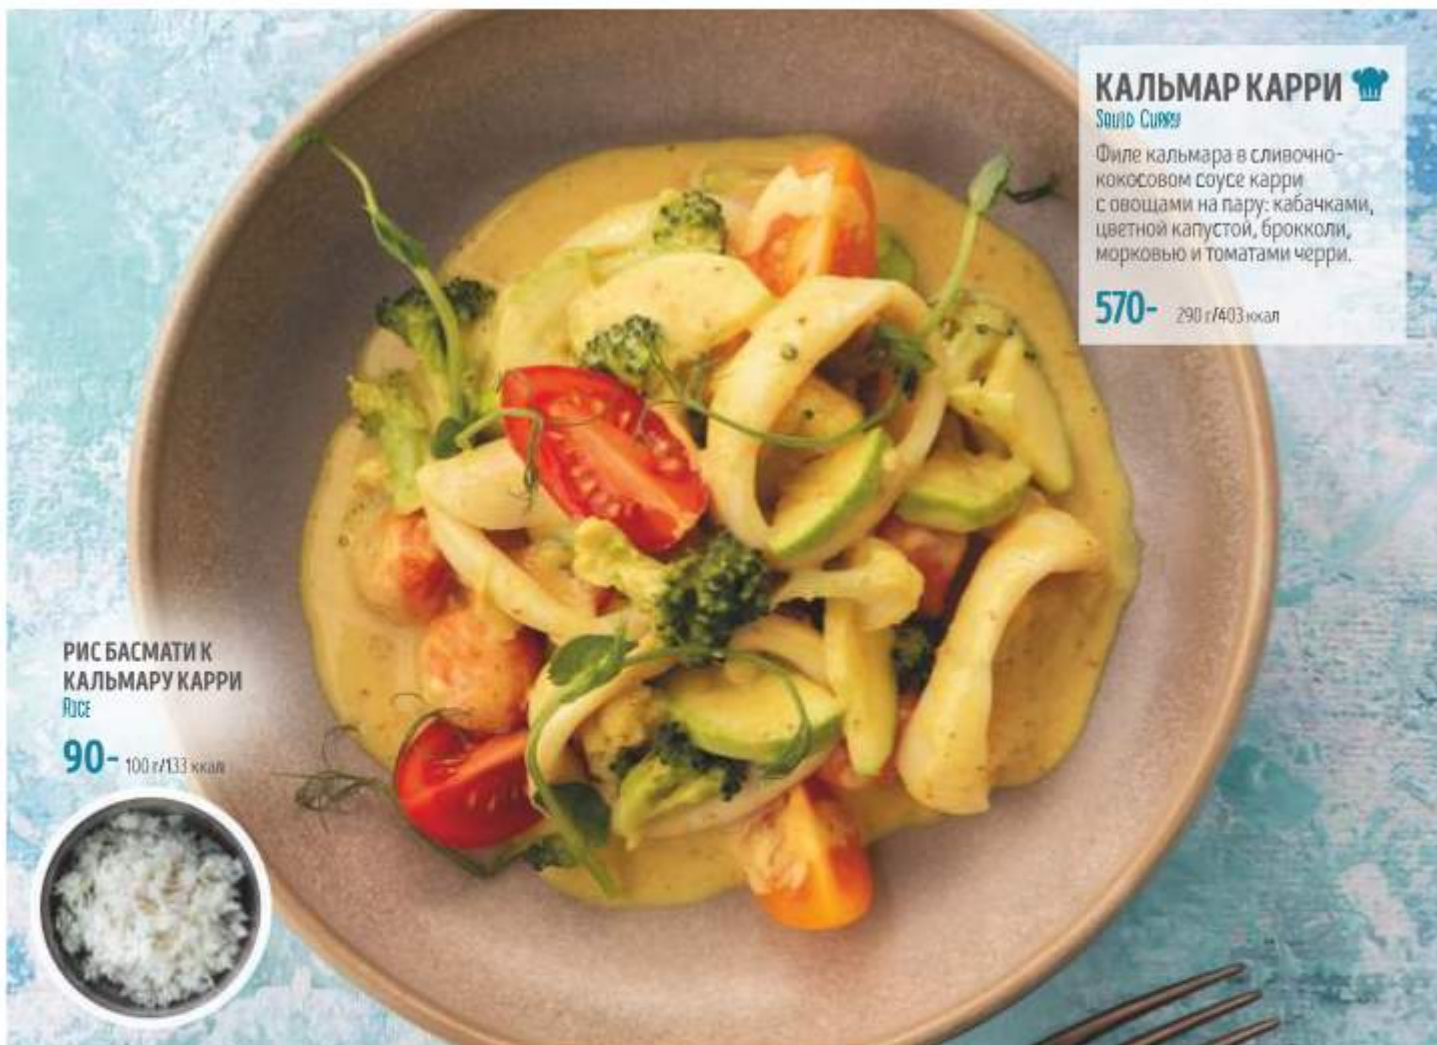 КАЛЬМАР КАРРИ
Squid Curry
Филе кальмара в сливочно-
кокосовом соусе карри
с овощами на пару: кабачками,
цветной капустой, брокколи,
морковью и томатами черри.
570- 290 г/403 ккал
РИС БАСМАТИ К
КАЛЬМАРУ КАРРИ
Rice
90- 100 г/133 ккал